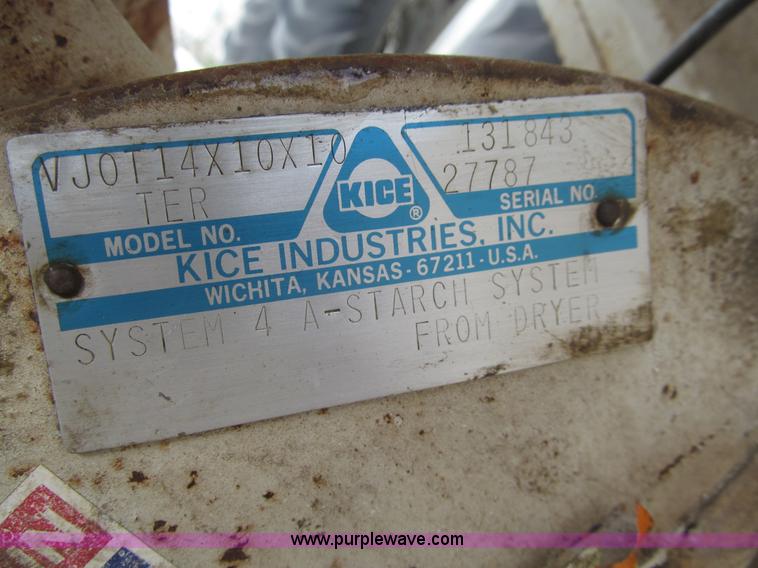 VJOT14X10X10
TER
MODEL NO.
KICE
®
131843
27787
SERIAL NO.
KICE INDUSTRIES, INC.
WICHITA, KANSAS - 67211 - U.S.A.
SYSTEM 4 A-STARCH SYSTEM
FROM DRYER
www.purplewave.com